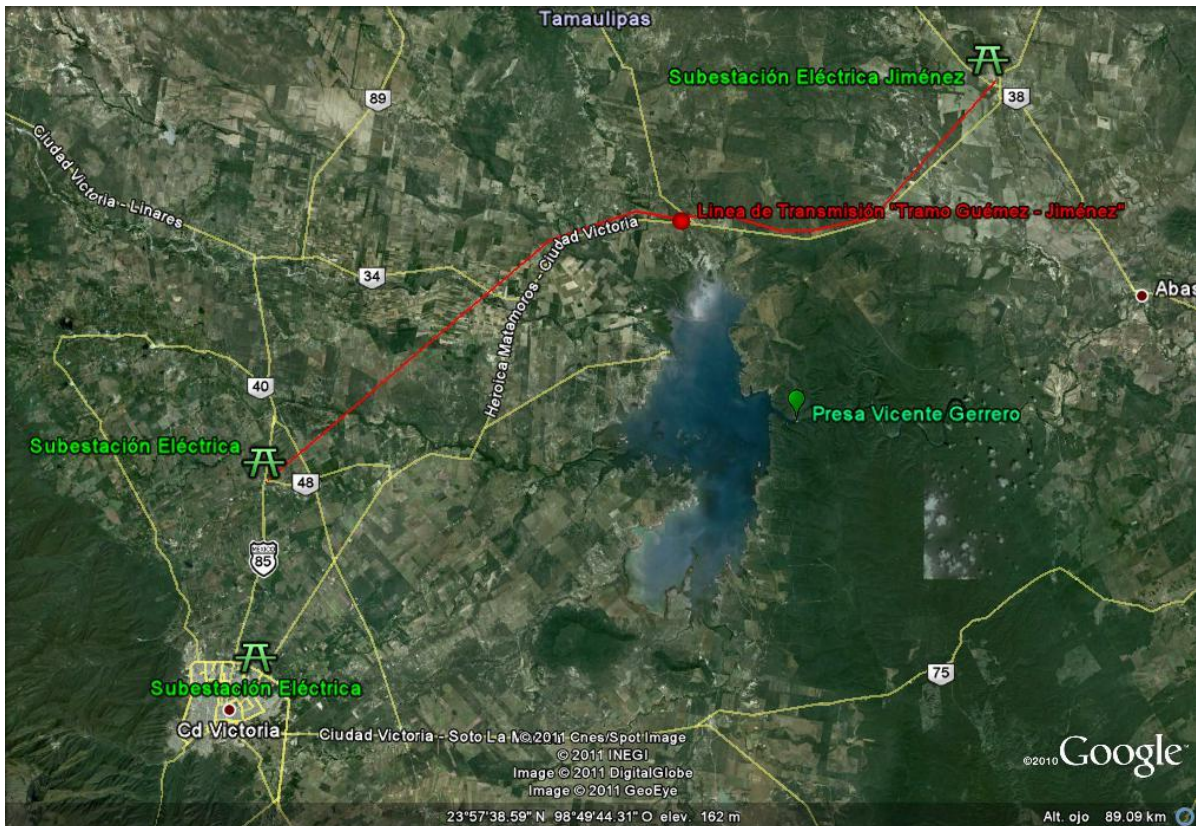 Tamaulipas
Subestación Eléctrica Jiménez
89
38
Ciudad Victoria - Linares
Linea de Transmisión "Tramo Guémez - Jiménez"
Heroica Matamoros - Ciudad Victoria
34
Abas
40
Presa Vicente Gerrero
Subestación Eléctrica
48
MEXICO
85
Subestación Eléctrica
75
Cd Victoria
Ciudad Victoria - Soto La M
© 2011 Cnes/Spot Image
© 2011 INEGI
Image © 2011 DigitalGlobe
Image © 2011 GeoEye
©2010 Google
23°57'38.59" N 98°49'44.31" O elev. 162 m
Alt. ojo 89.09 km